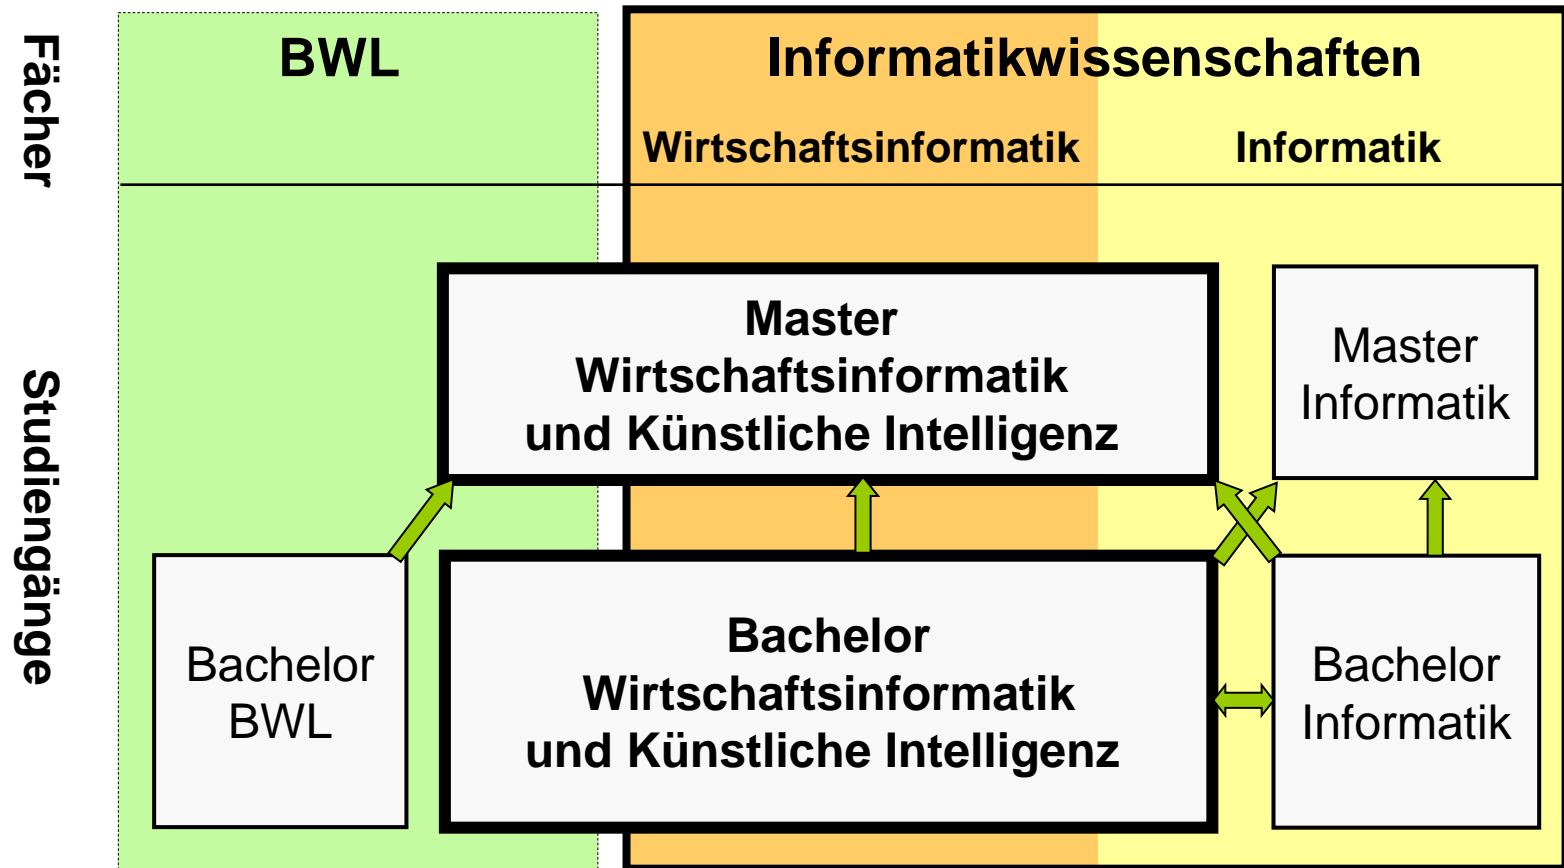 Fächer
BWL
Informatikwissenschaften
Wirtschaftsinformatik
Informatik
Studiengänge
Master
Wirtschaftsinformatik
und Künstliche Intelligenz
Master
Informatik
Bachelor
BWL
Bachelor
Wirtschaftsinformatik
und Künstliche Intelligenz
Bachelor
Informatik